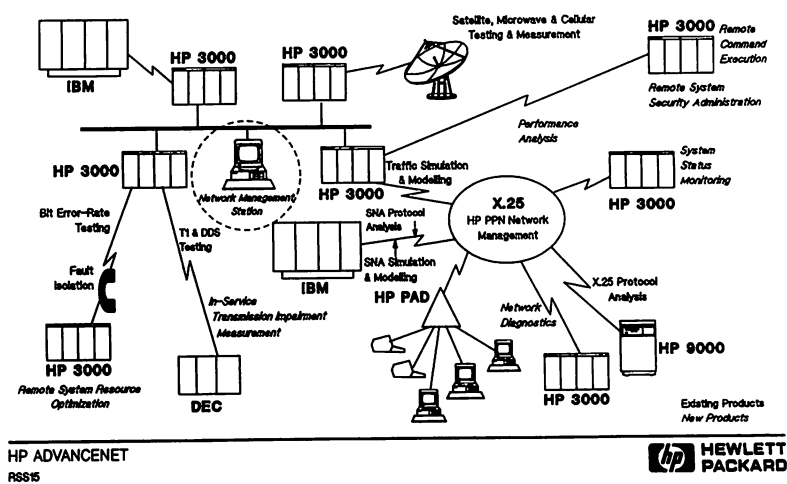 Satellite, Microwave & Cellular
Testing & Measurement
HP 3000
HP 3000
HP 3000
Remote
Command
Execution
IBM
Remote System
Security Administration
Performance
Analysis
HP 3000
Network Management
Station
HP 3000
Traffic Simulation
& Modelling
System
Status
Monitoring
HP 3000
X.25
HP PPN Network
Management
Bit Error-Rate
Testing
T1 & DDS
Testing
SNA Protocol
Analysis
SNA Simulation
& Modelling
IBM
Fault
Isolation
HP PAD
X.25 Protocol
Analysis
In-Service
Transmission Impairment
Measurement
Network
Diagnostics
HP 9000
HP 3000
Remote System Resource
Optimization
DEC
HP 3000
Existing Products
New Products
HP ADVANCENET
RSS15
hp
HEWLETT
PACKARD